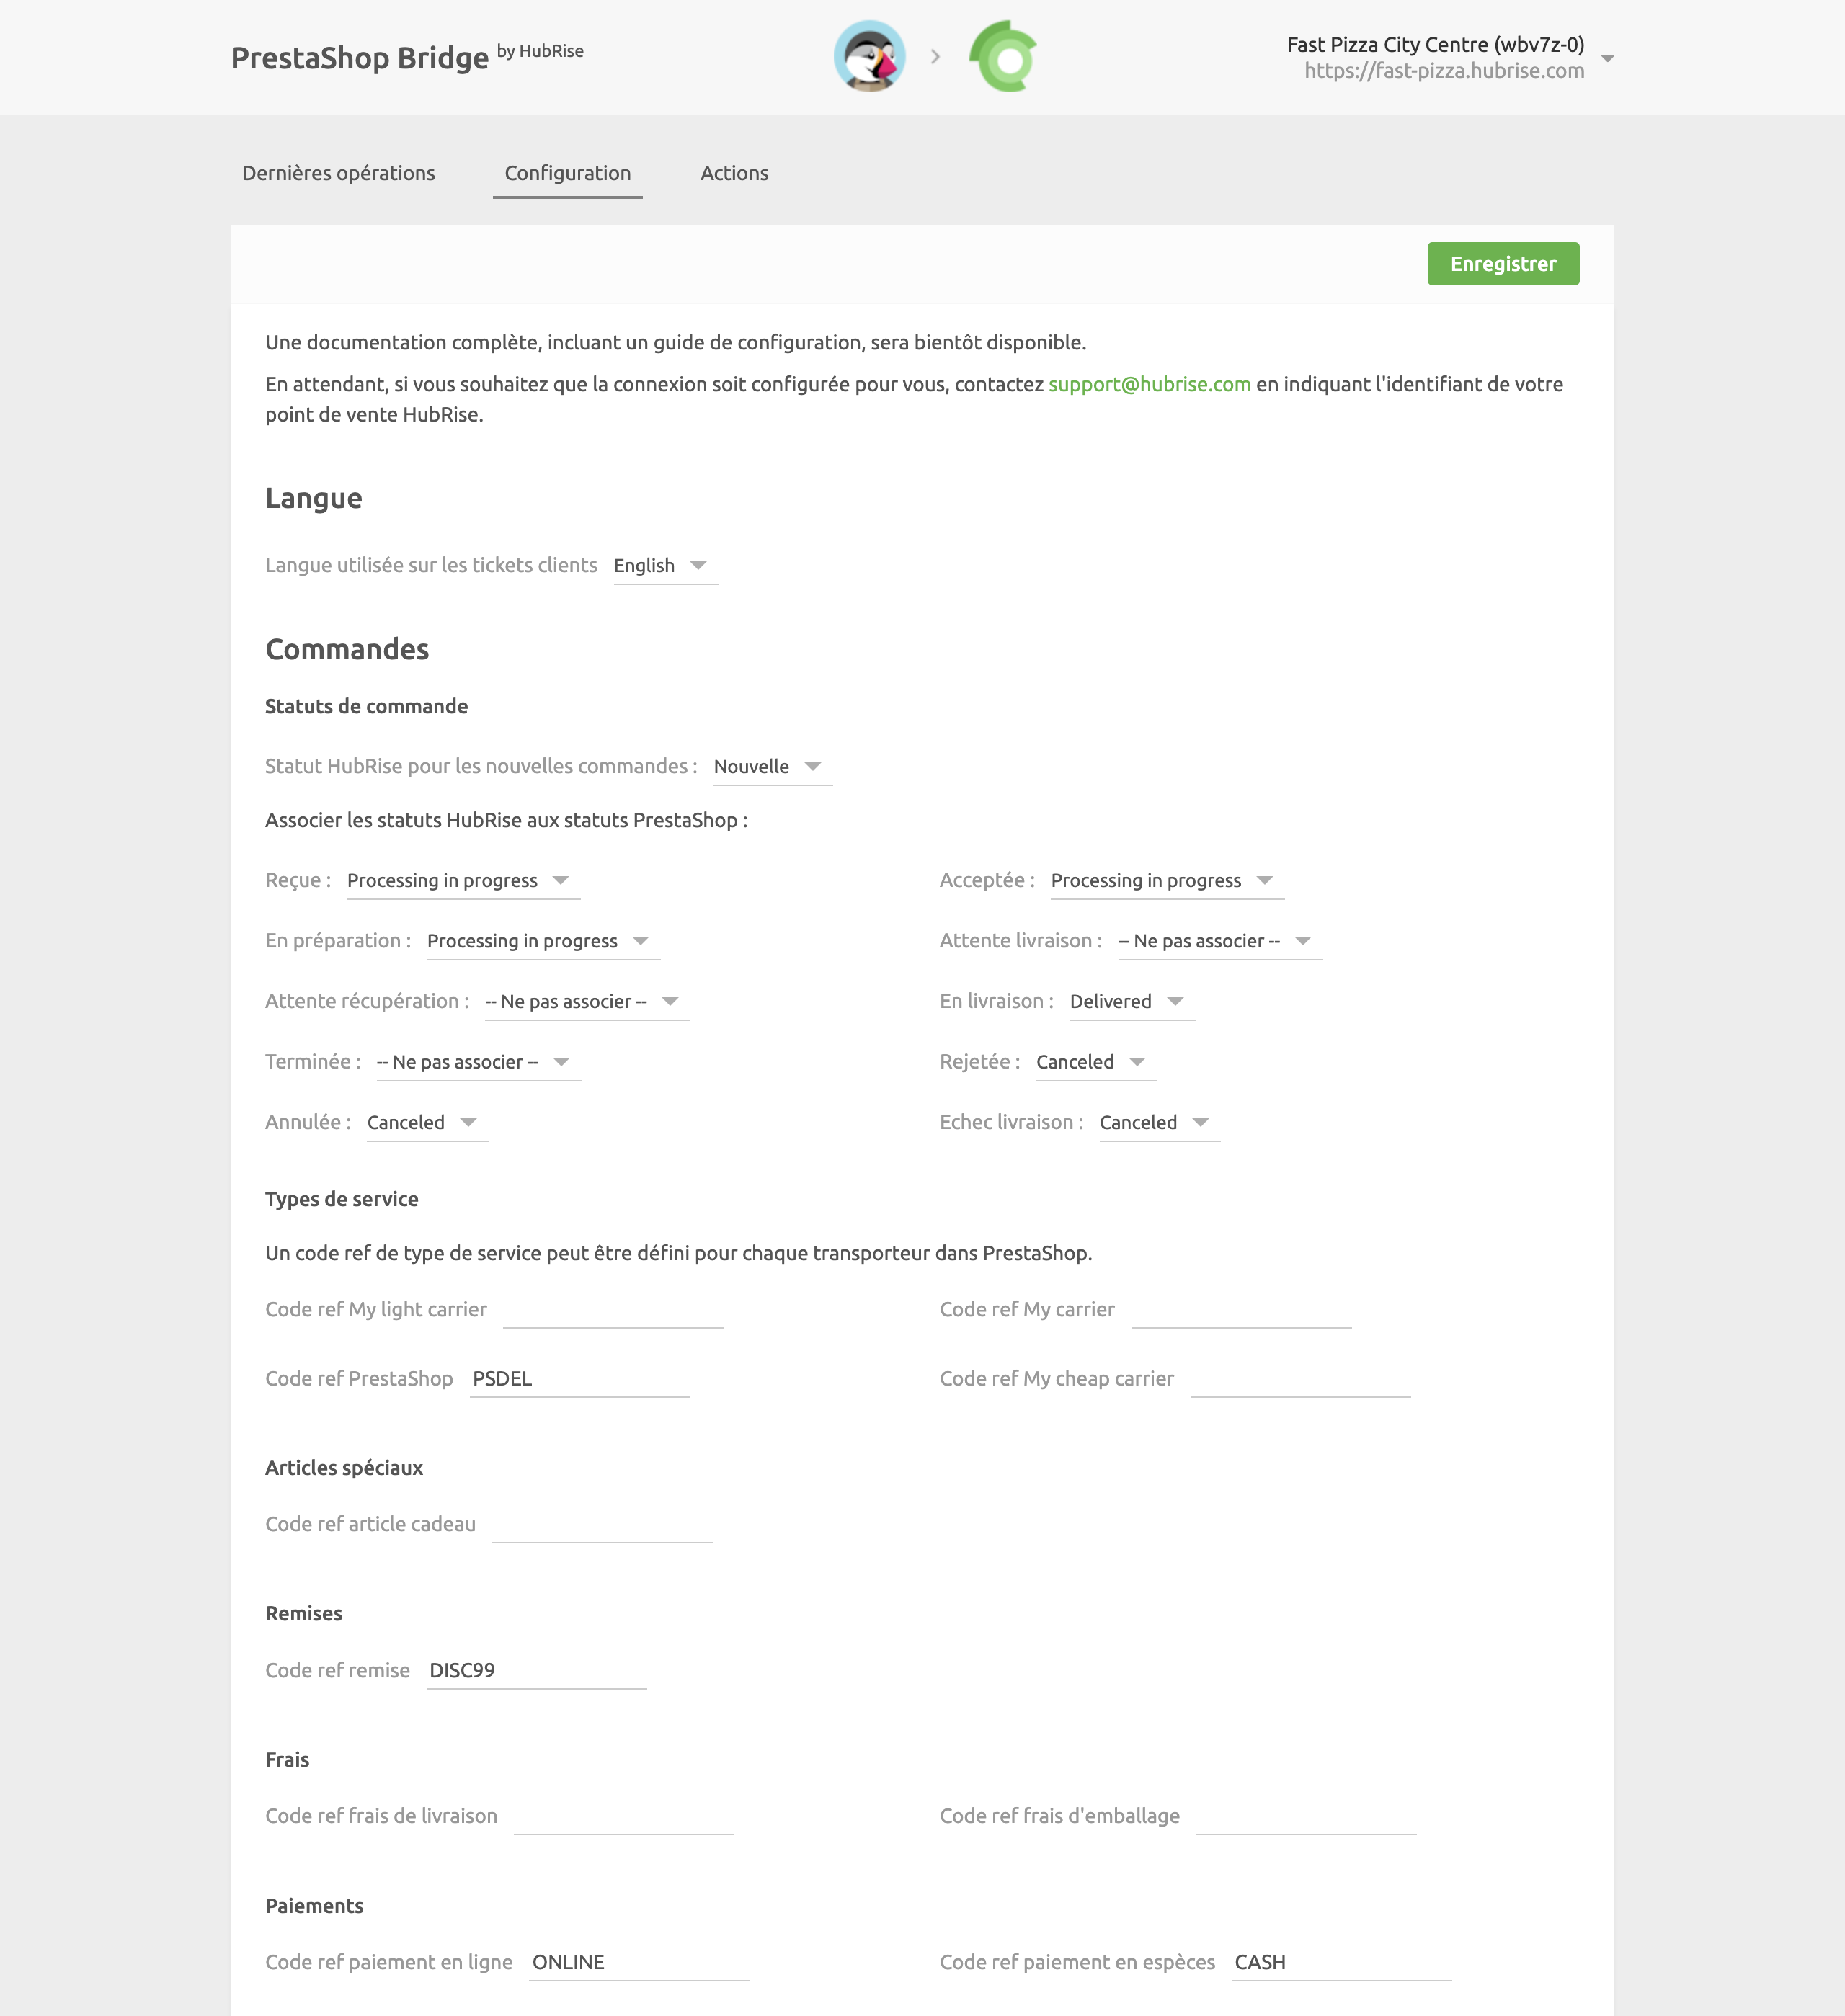 PrestaShop Bridge by HubRise
Fast Pizza City Centre (wbv7z-0)
https://fast-pizza.hubrise.com
Dernières opérations Configuration Actions
Enregistrer
Une documentation complète, incluant un guide de configuration, sera bientôt disponible.
En attendant, si vous souhaitez que la connexion soit configurée pour vous, contactez support@hubrise.com en indiquant l'identifiant de votre
point de vente HubRise.
Langue
Langue utilisée sur les tickets clients English
Commandes
Statuts de commande
Statut HubRise pour les nouvelles commandes : Nouvelle
Associer les statuts HubRise aux statuts PrestaShop :
Reçue : Processing in progress Acceptée : Processing in progress
En préparation : Processing in progress Attente livraison : -- Ne pas associer --
Attente récupération : -- Ne pas associer -- En livraison : Delivered
Terminée : -- Ne pas associer -- Rejetée : Canceled
Annulée : Canceled Echec livraison : Canceled
Types de service
Un code ref de type de service peut être défini pour chaque transporteur dans PrestaShop.
Code ref My light carrier Code ref My carrier
Code ref PrestaShop PSDEL Code ref My cheap carrier
Articles spéciaux
Code ref article cadeau
Remises
Code ref remise DISC99
Frais
Code ref frais de livraison Code ref frais d'emballage
Paiements
Code ref paiement en ligne ONLINE Code ref paiement en espèces CASH